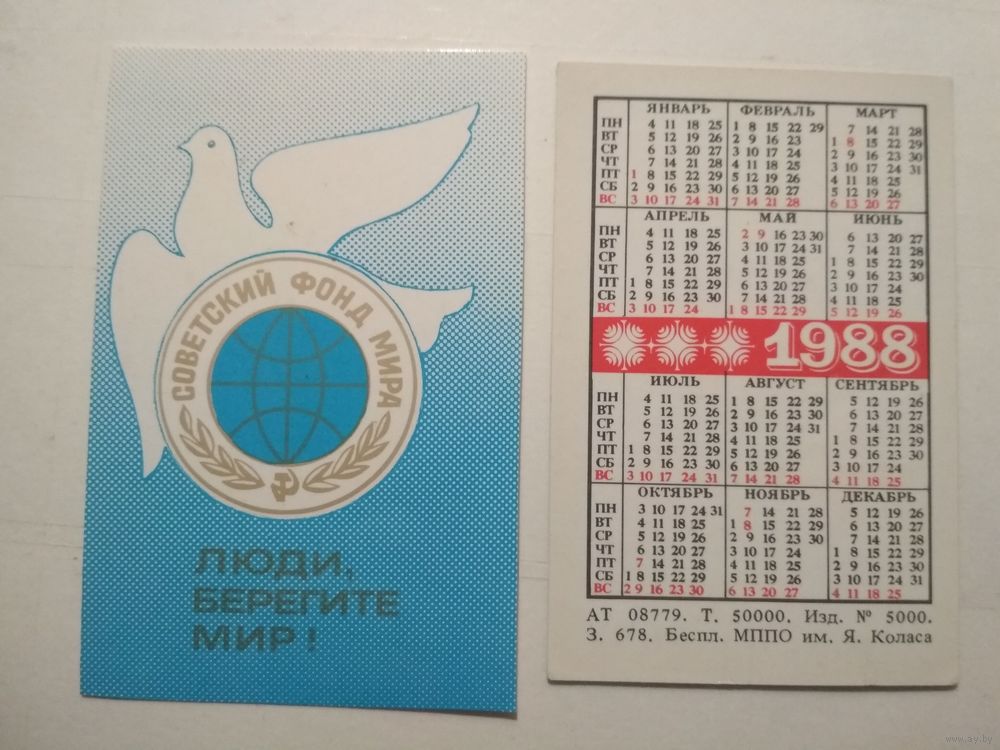 СОВЕТСКИЙ ФОНД МИРА
ЛЮДИ,
БЕРЕГИТЕ
МИР!
ЯНВАРЬ ФЕВРАЛЬ МАРТ
ПН 4 11 18 25 1 8 15 22 29 7 14 21 28
ВТ 5 12 19 26 2 9 16 23 1 8 15 22 29
СР 6 13 20 27 3 10 17 24 2 9 16 23 30
ЧТ 7 14 21 28 4 11 18 25 3 10 17 24 31
ПТ 1 8 15 22 29 5 12 19 26 4 11 18 25
СБ 2 9 16 23 30 6 13 20 27 5 12 19 26
ВС 3 10 17 24 31 7 14 21 28 6 13 20 27
АПРЕЛЬ МАЙ ИЮНЬ
ПН 4 11 18 25 2 9 16 23 30 6 13 20 27
ВТ 5 12 19 26 3 10 17 24 31 7 14 21 28
СР 6 13 20 27 4 11 18 25 1 8 15 22 29
ЧТ 7 14 21 28 5 12 19 26 2 9 16 23 30
ПТ 1 8 15 22 29 6 13 20 27 3 10 17 24
СБ 2 9 16 23 30 7 14 21 28 4 11 18 25
ВС 3 10 17 24 1 8 15 22 29 5 12 19 26
1988
ИЮЛЬ АВГУСТ СЕНТЯБРЬ
ПН 4 11 18 25 1 8 15 22 29 5 12 19 26
ВТ 5 12 19 26 2 9 16 23 30 6 13 20 27
СР 6 13 20 27 3 10 17 24 31 7 14 21 28
ЧТ 7 14 21 28 4 11 18 25 1 8 15 22 29
ПТ 1 8 15 22 29 5 12 19 26 2 9 16 23 30
СБ 2 9 16 23 30 6 13 20 27 3 10 17 24
ВС 3 10 17 24 31 7 14 21 28 4 11 18 25
ОКТЯБРЬ НОЯБРЬ ДЕКАБРЬ
ПН 3 10 17 24 31 7 14 21 28 5 12 19 26
ВТ 4 11 18 25 1 8 15 22 29 6 13 20 27
СР 5 12 19 26 2 9 16 23 30 7 14 21 28
ЧТ 6 13 20 27 3 10 17 24 1 8 15 22 29
ПТ 7 14 21 28 4 11 18 25 2 9 16 23 30
СБ 1 8 15 22 29 5 12 19 26 3 10 17 24 31
ВС 2 9 16 23 30 6 13 20 27 4 11 18 25
АТ 08779. Т. 50000. Изд. № 5000.
З. 678. Беспл. МППО им. Я. Коласа
www.ay.by